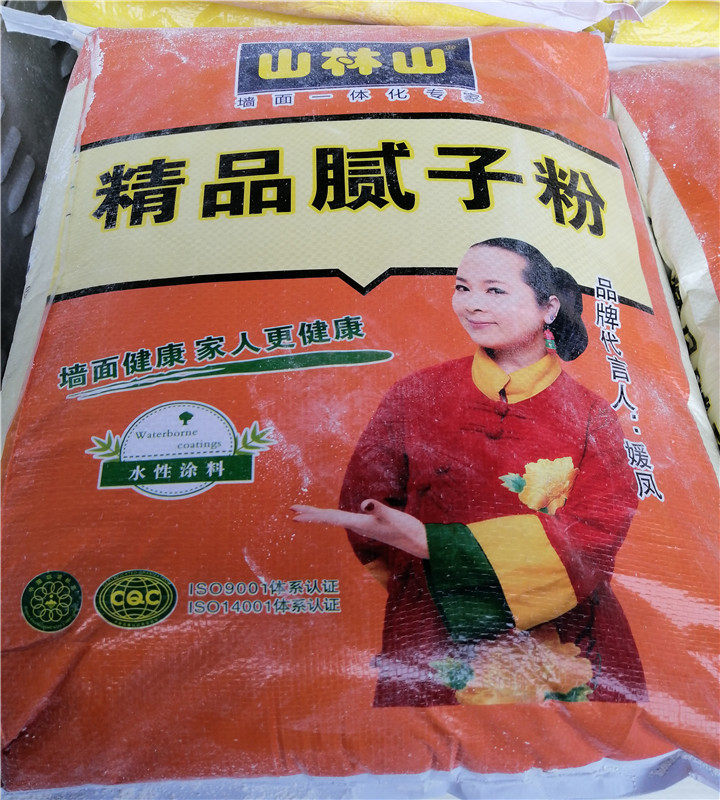 山林山
墙面一体化专家
精品腻子粉
墙面健康 家人更健康
品牌代言人：媛凤
Waterborne
coatings
水性涂料
CQC
ISO9001体系认证
ISO14001体系认证